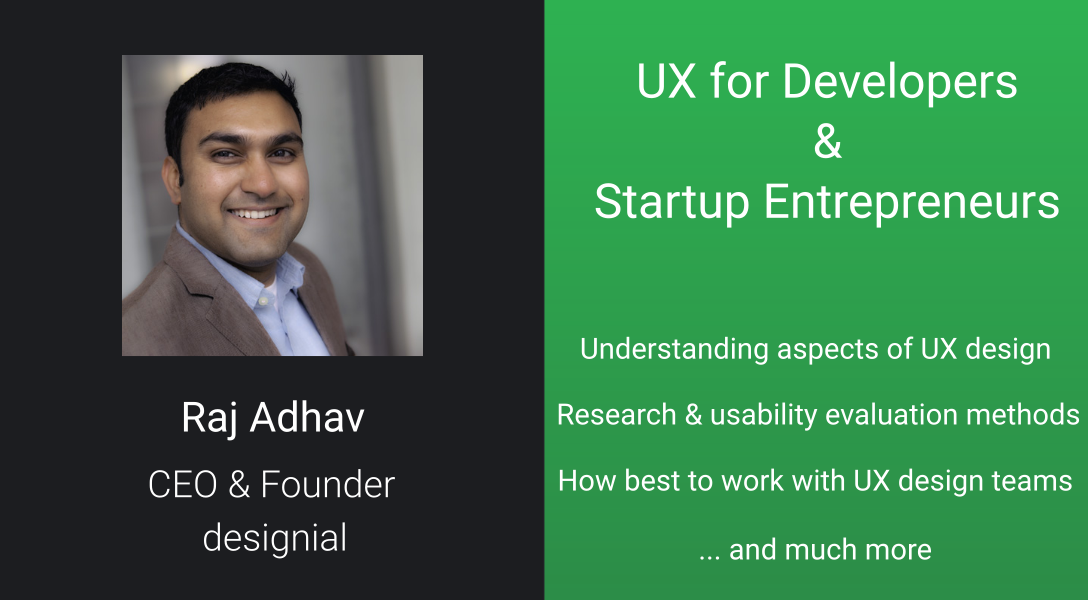 Raj Adhav
CEO & Founder
designial
UX for Developers
&
Startup Entrepreneurs
Understanding aspects of UX design
Research & usability evaluation methods
How best to work with UX design teams
... and much more